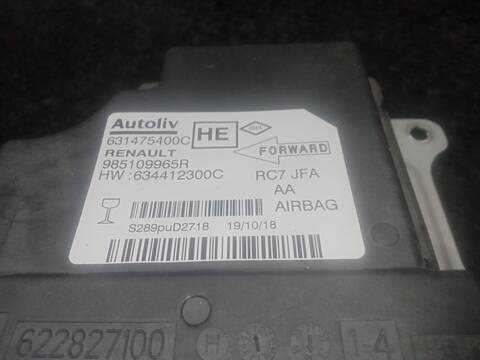 Autoliv
631475400C
HE
RENAULT
985109965R
FORWARD
HW :634412300C
RC7 JFA
AA
AIRBAG
S289puD2718 19/10/18
622827100
H
1-4